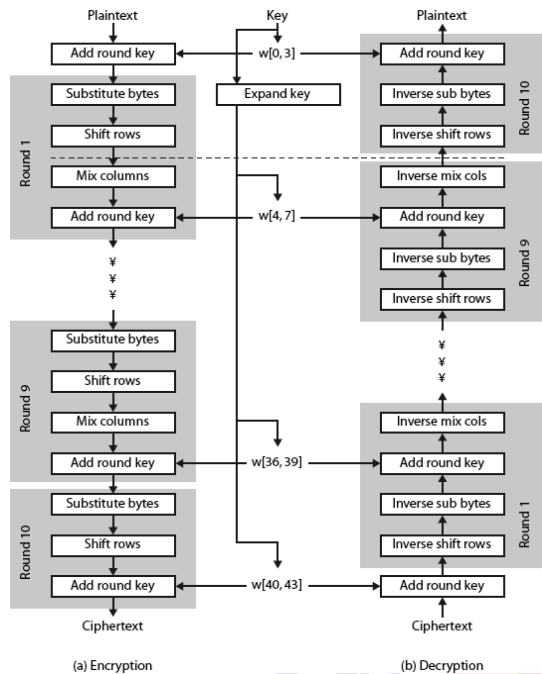 Plaintext
Add round key
Round 1
Substitute bytes
Shift rows
Mix columns
Add round key
¥
¥
¥
Round 9
Substitute bytes
Shift rows
Mix columns
Add round key
Round 10
Substitute bytes
Shift rows
Add round key
Ciphertext
(a) Encryption
Key
w[0, 3]
Expand key
w[4, 7]
w[36, 39]
w[40, 43]
Plaintext
Add round key
Inverse sub bytes
Inverse shift rows
Round 10
Inverse mix cols
Add round key
Inverse sub bytes
Inverse shift rows
Round 9
¥
¥
¥
Inverse mix cols
Add round key
Inverse sub bytes
Inverse shift rows
Round 1
Add round key
Ciphertext
(b) Decryption